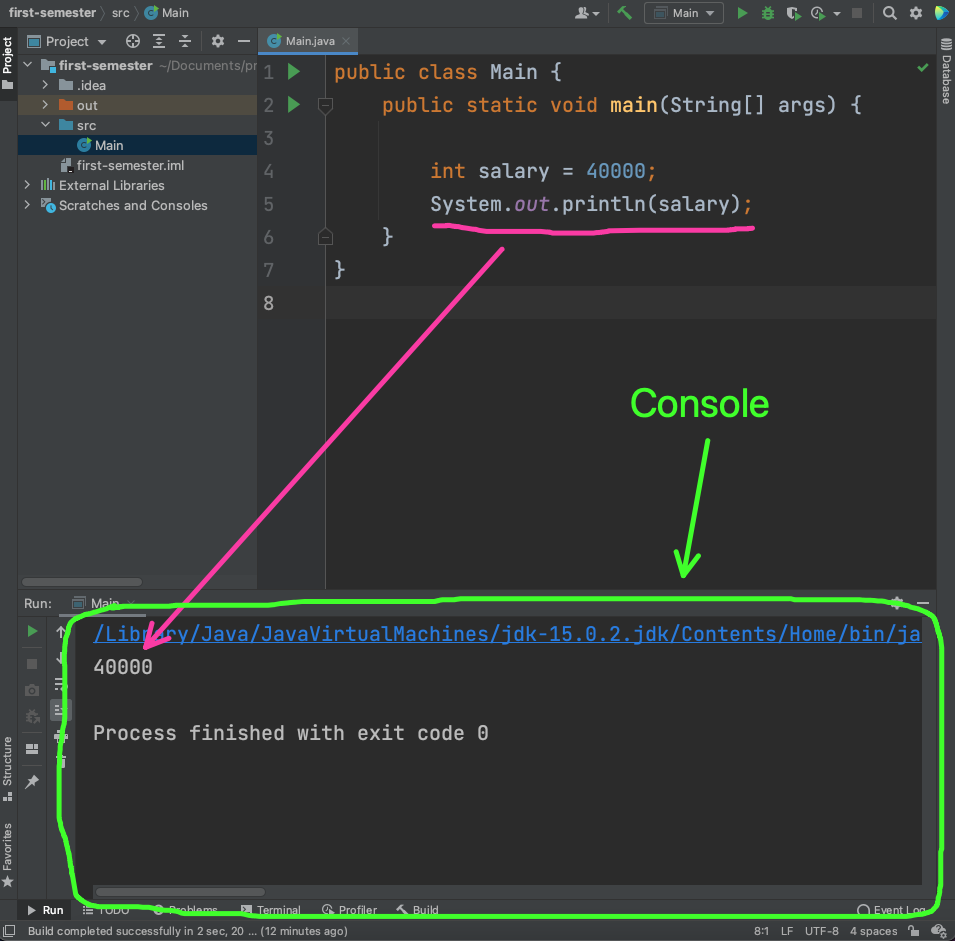 first-semester src Main
Main
Project
Project
Main.java
first-semester ~/Documents/pr
.idea
out
src
Main
first-semester.iml
External Libraries
Scratches and Consoles
1 public class Main {
2 public static void main(String[] args) {
3
4 int salary = 40000;
5 System.out.println(salary);
6 }
7 }
8
Database
Console
Run: Main
/Library/Java/JavaVirtualMachines/jdk-15.0.2.jdk/Contents/Home/bin/ja
40000
Process finished with exit code 0
Structure
Favorites
Run TODO Problems Terminal Profiler Build Event Log
Build completed successfully in 2 sec, 20 ... (12 minutes ago) 8:1 LF UTF-8 4 spaces